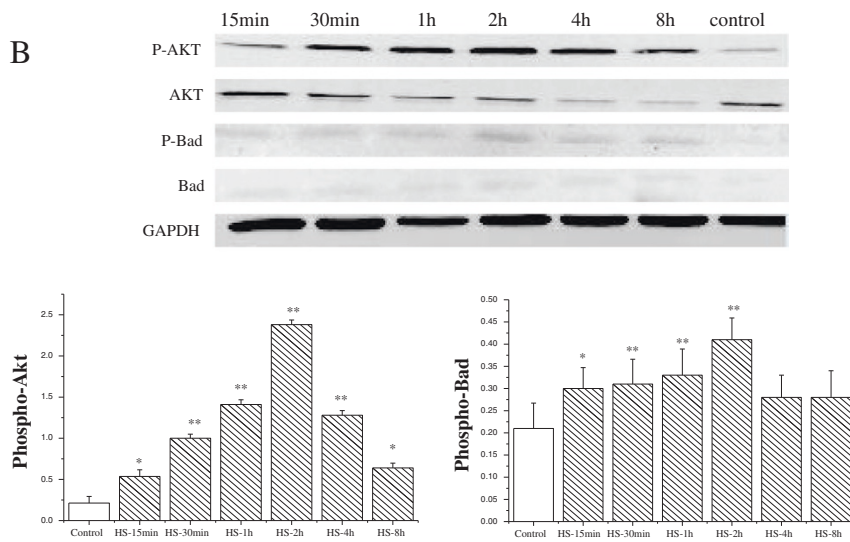 B
15min 30min 1h 2h 4h 8h control
P-AKT
AKT
P-Bad
Bad
GAPDH
Phospho-Akt
2.5
2.0
1.5
1.0
0.5
0.0
* ** ** ** ** *
Control HS-15min HS-30min HS-1h HS-2h HS-4h HS-8h
Phospho-Bad
0.50
0.45
0.40
0.35
0.30
0.25
0.20
0.15
0.10
0.05
0.00
* ** ** **
Control HS-15min HS-30min HS-1h HS-2h HS-4h HS-8h